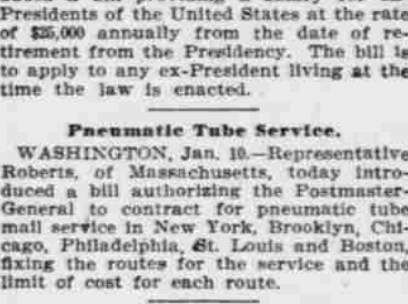 Presidents of the United States at the rate
of $25,000 annually from the date of re-
tirement from the Presidency. The bill is
to apply to any ex-President living at the
time the law is enacted.
Pneumatic Tube Service.
WASHINGTON, Jan. 10.—Representative
Roberts, of Massachusetts, today intro-
duced a bill authorizing the Postmaster-
General to contract for pneumatic tube
mail service in New York, Brooklyn, Chi-
cago, Philadelphia, St. Louis and Boston,
fixing the routes for the service and the
limit of cost for each route.